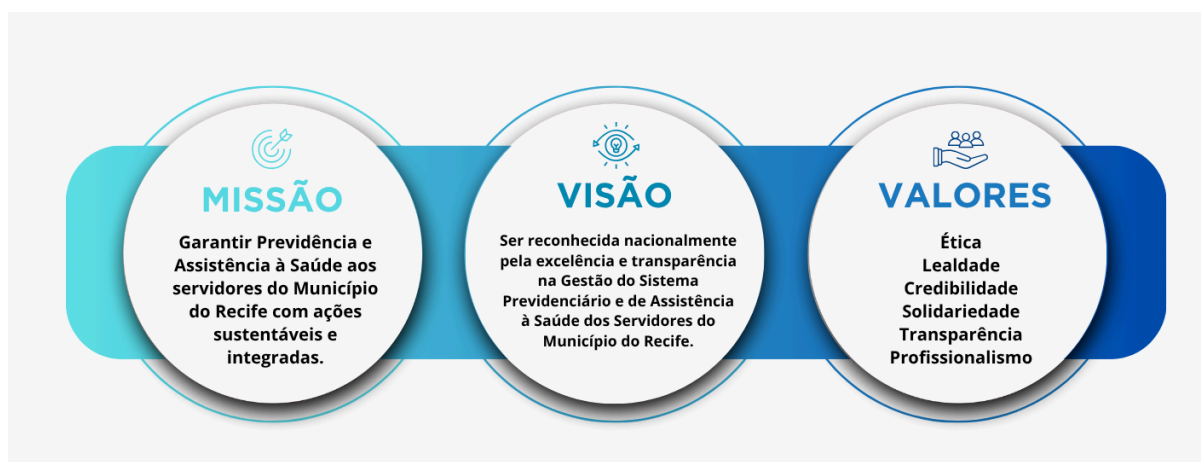 MISSÃO
Garantir Previdência e
Assistência à Saúde aos
servidores do Município
do Recife com ações
sustentáveis e
integradas.
VISÃO
Ser reconhecida nacionalmente
pela excelência e transparência
na Gestão do Sistema
Previdenciário e de Assistência
à Saúde dos Servidores do
Município do Recife.
VALORES
Ética
Lealdade
Credibilidade
Solidariedade
Transparência
Profissionalismo